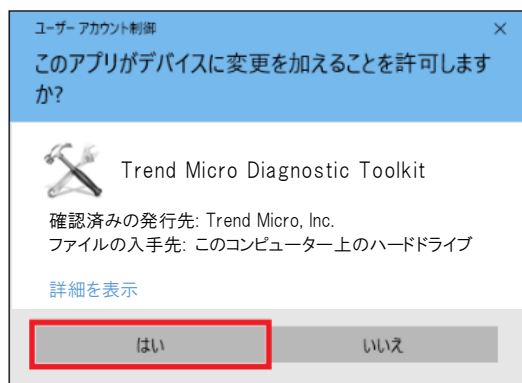 ユーザー アカウント制御
このアプリがデバイスに変更を加えることを許可します
か?
Trend Micro Diagnostic Toolkit
確認済みの発行先: Trend Micro, Inc.
ファイルの入手先: このコンピューター上のハードドライブ
詳細を表示
はい
いいえ